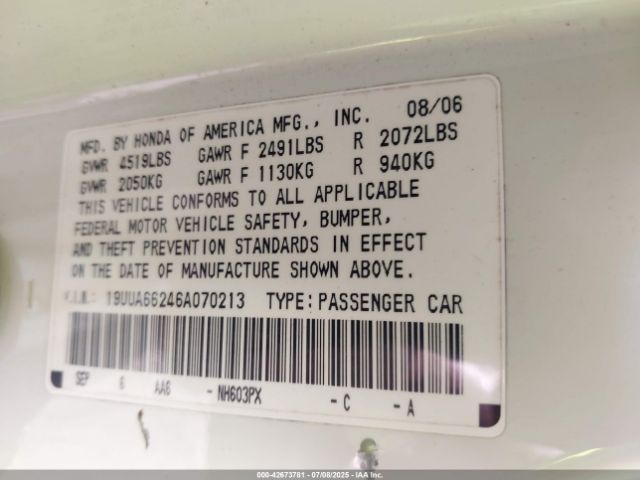 MFD. BY HONDA OF AMERICA MFG., INC. 08/06
GVWR 4519LBS GAWR F 2491LBS R 2072LBS
GVWR 2050KG GAWR F 1130KG R 940KG
THIS VEHICLE CONFORMS TO ALL APPLICABLE
FEDERAL MOTOR VEHICLE SAFETY, BUMPER,
AND THEFT PREVENTION STANDARDS IN EFFECT
ON THE DATE OF MANUFACTURE SHOWN ABOVE.
V.I.N.: 19UUA66246A070213 TYPE: PASSENGER CAR
SEP 6 AA6 - NH603PX - C - A
000-42673761 - 07/08/2025 - IAA Inc.